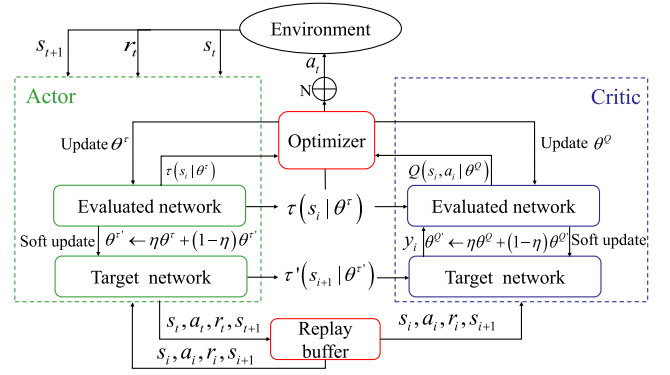 Environment
s_{t+1} r_t s_t
a_t
N
Actor
Critic
Optimizer
Update θ^τ
Update θ^Q
τ(s_i | θ^τ)
Q(s_i, a_i | θ^Q)
Evaluated network
τ(s_i | θ^τ)
Evaluated network
Soft update
θ^{τ'} ← ηθ^τ + (1−η)θ^{τ'}
y_i
θ^{Q'} ← ηθ^Q + (1−η)θ^{Q'}
Soft update
Target network
τ'(s_{i+1} | θ^{τ'})
Target network
s_t, a_t, r_t, s_{t+1}
Replay
buffer
s_i, a_i, r_i, s_{i+1}
s_i, a_i, r_i, s_{i+1}